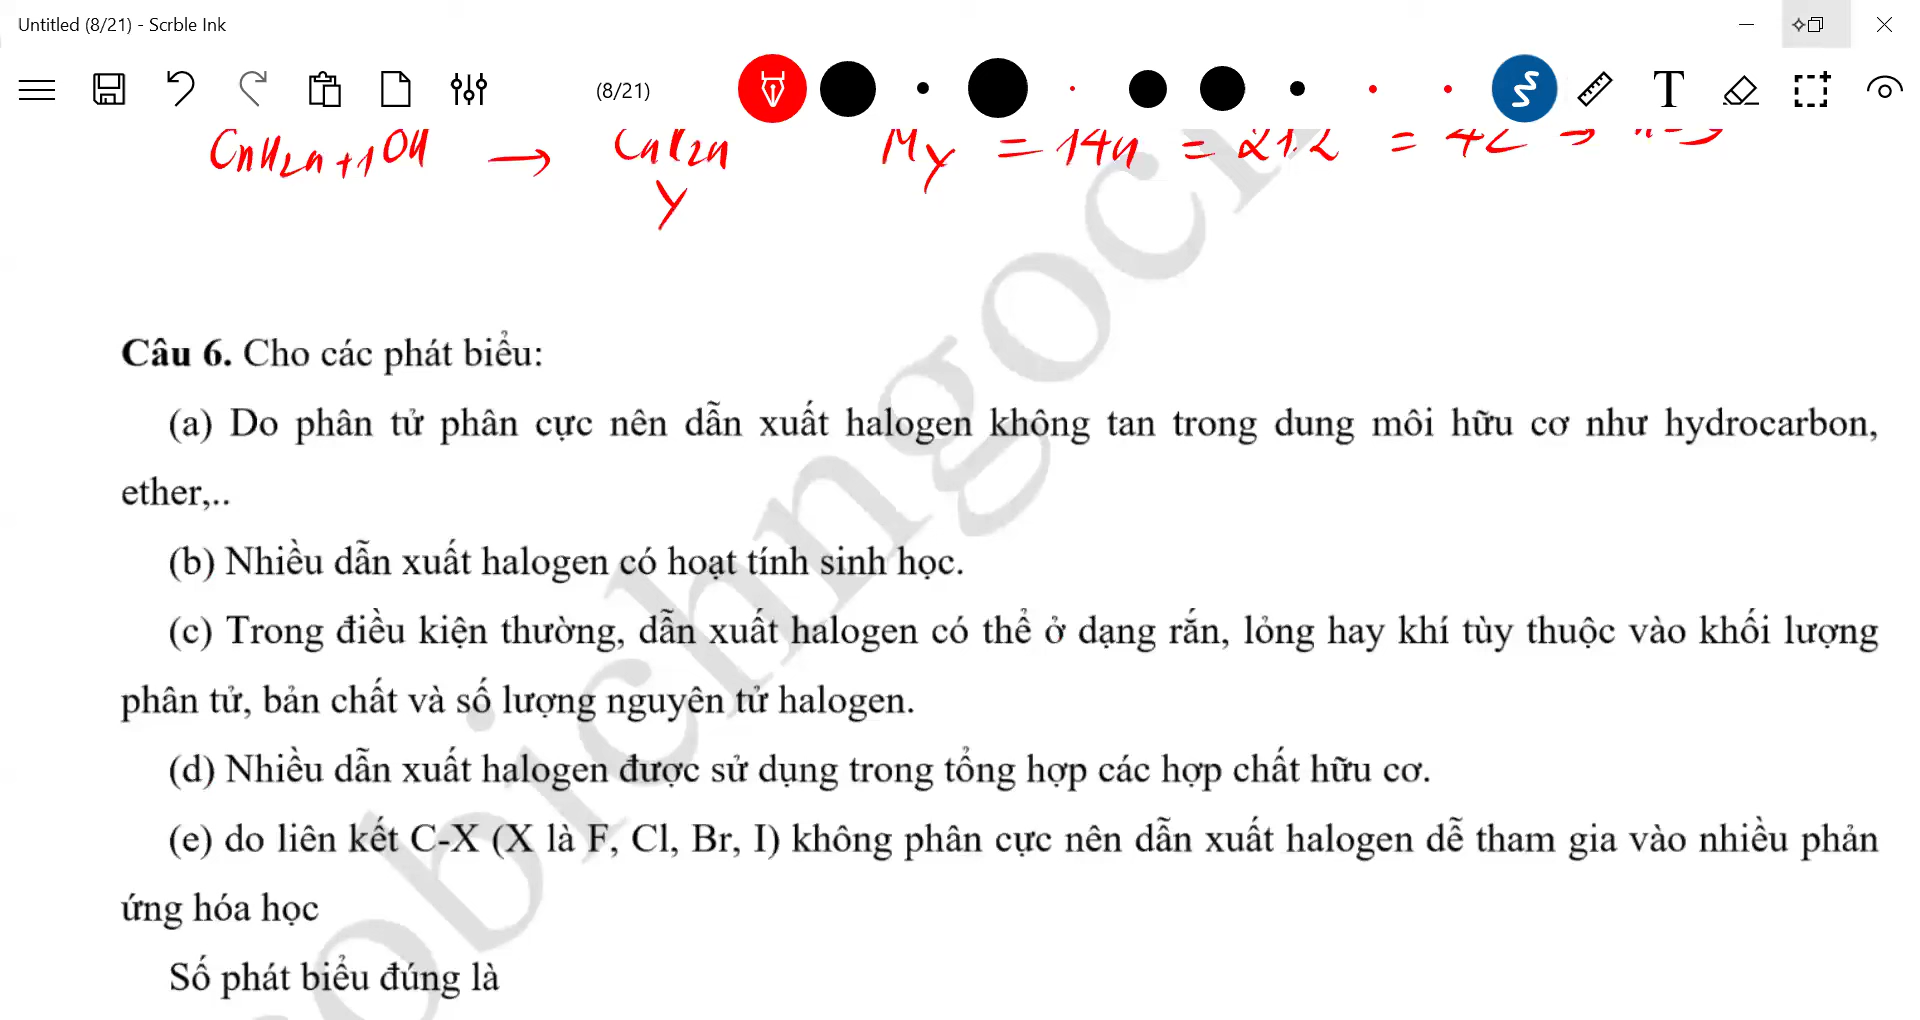 Untitled (8/21) - Scrble Ink
(8/21)
T
CnH2n+1OH → CnH2n My = 14n = 21.2 = 42 →
Y
Câu 6. Cho các phát biểu:
(a) Do phân tử phân cực nên dẫn xuất halogen không tan trong dung môi hữu cơ như hydrocarbon,
ether,..
(b) Nhiều dẫn xuất halogen có hoạt tính sinh học.
(c) Trong điều kiện thường, dẫn xuất halogen có thể ở dạng rắn, lỏng hay khí tùy thuộc vào khối lượng
phân tử, bản chất và số lượng nguyên tử halogen.
(d) Nhiều dẫn xuất halogen được sử dụng trong tổng hợp các hợp chất hữu cơ.
(e) do liên kết C-X (X là F, Cl, Br, I) không phân cực nên dẫn xuất halogen dễ tham gia vào nhiều phản
ứng hóa học
Số phát biểu đúng là